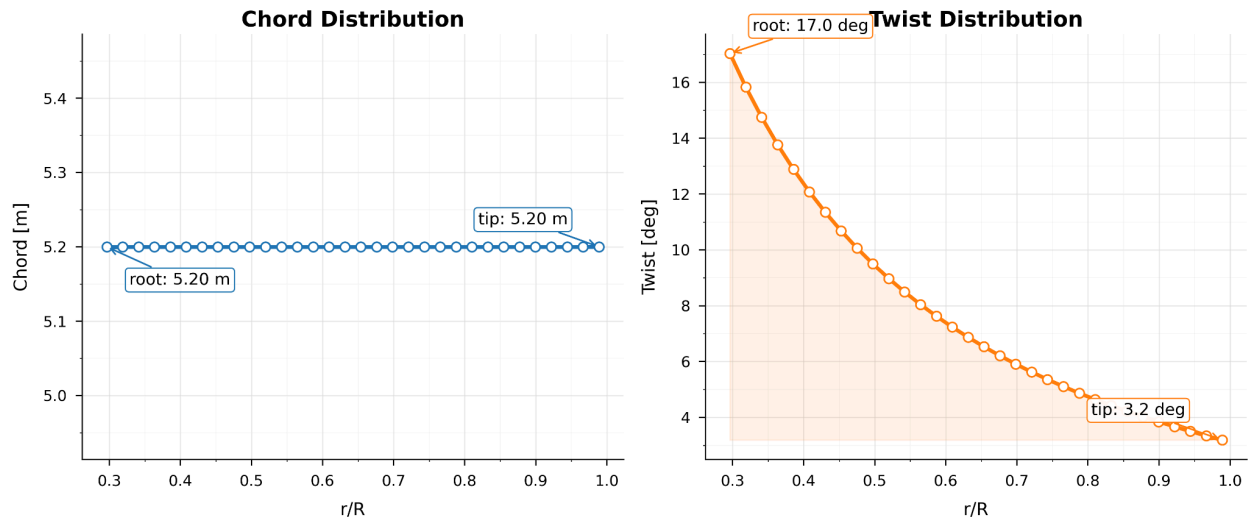 Chord Distribution
5.4
5.3
5.2
5.1
5.0
Chord [m]
tip: 5.20 m
root: 5.20 m
0.3 0.4 0.5 0.6 0.7 0.8 0.9 1.0
r/R
Twist Distribution
root: 17.0 deg
16
14
12
10
8
6
4
Twist [deg]
tip: 3.2 deg
0.3 0.4 0.5 0.6 0.7 0.8 0.9 1.0
r/R